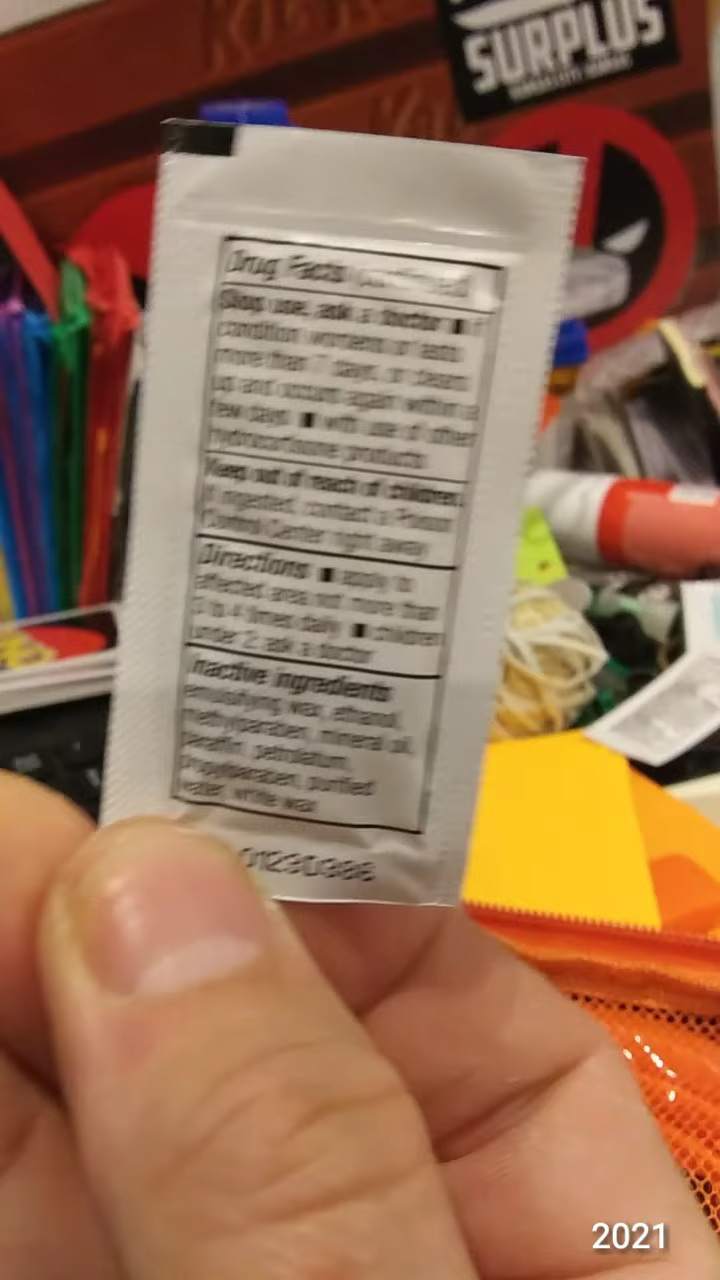 SURPLUS
Drug Facts (continued)
Stop use, ask a doctor ■ if
condition worsens or lasts
more than 7 days, or clears
up and occurs again within a
few days ■ with use of other
hydrocortisone products
Keep out of reach of children.
If ingested, contact a Poison
Control Center right away
Directions ■ apply to
affected area not more than
3 to 4 times daily ■ children
under 2: ask a doctor
Inactive ingredients
emulsifying wax, ethanol,
methylparaben, mineral oil,
paraffin, petrolatum,
propylparaben, purified
water, white wax
2021